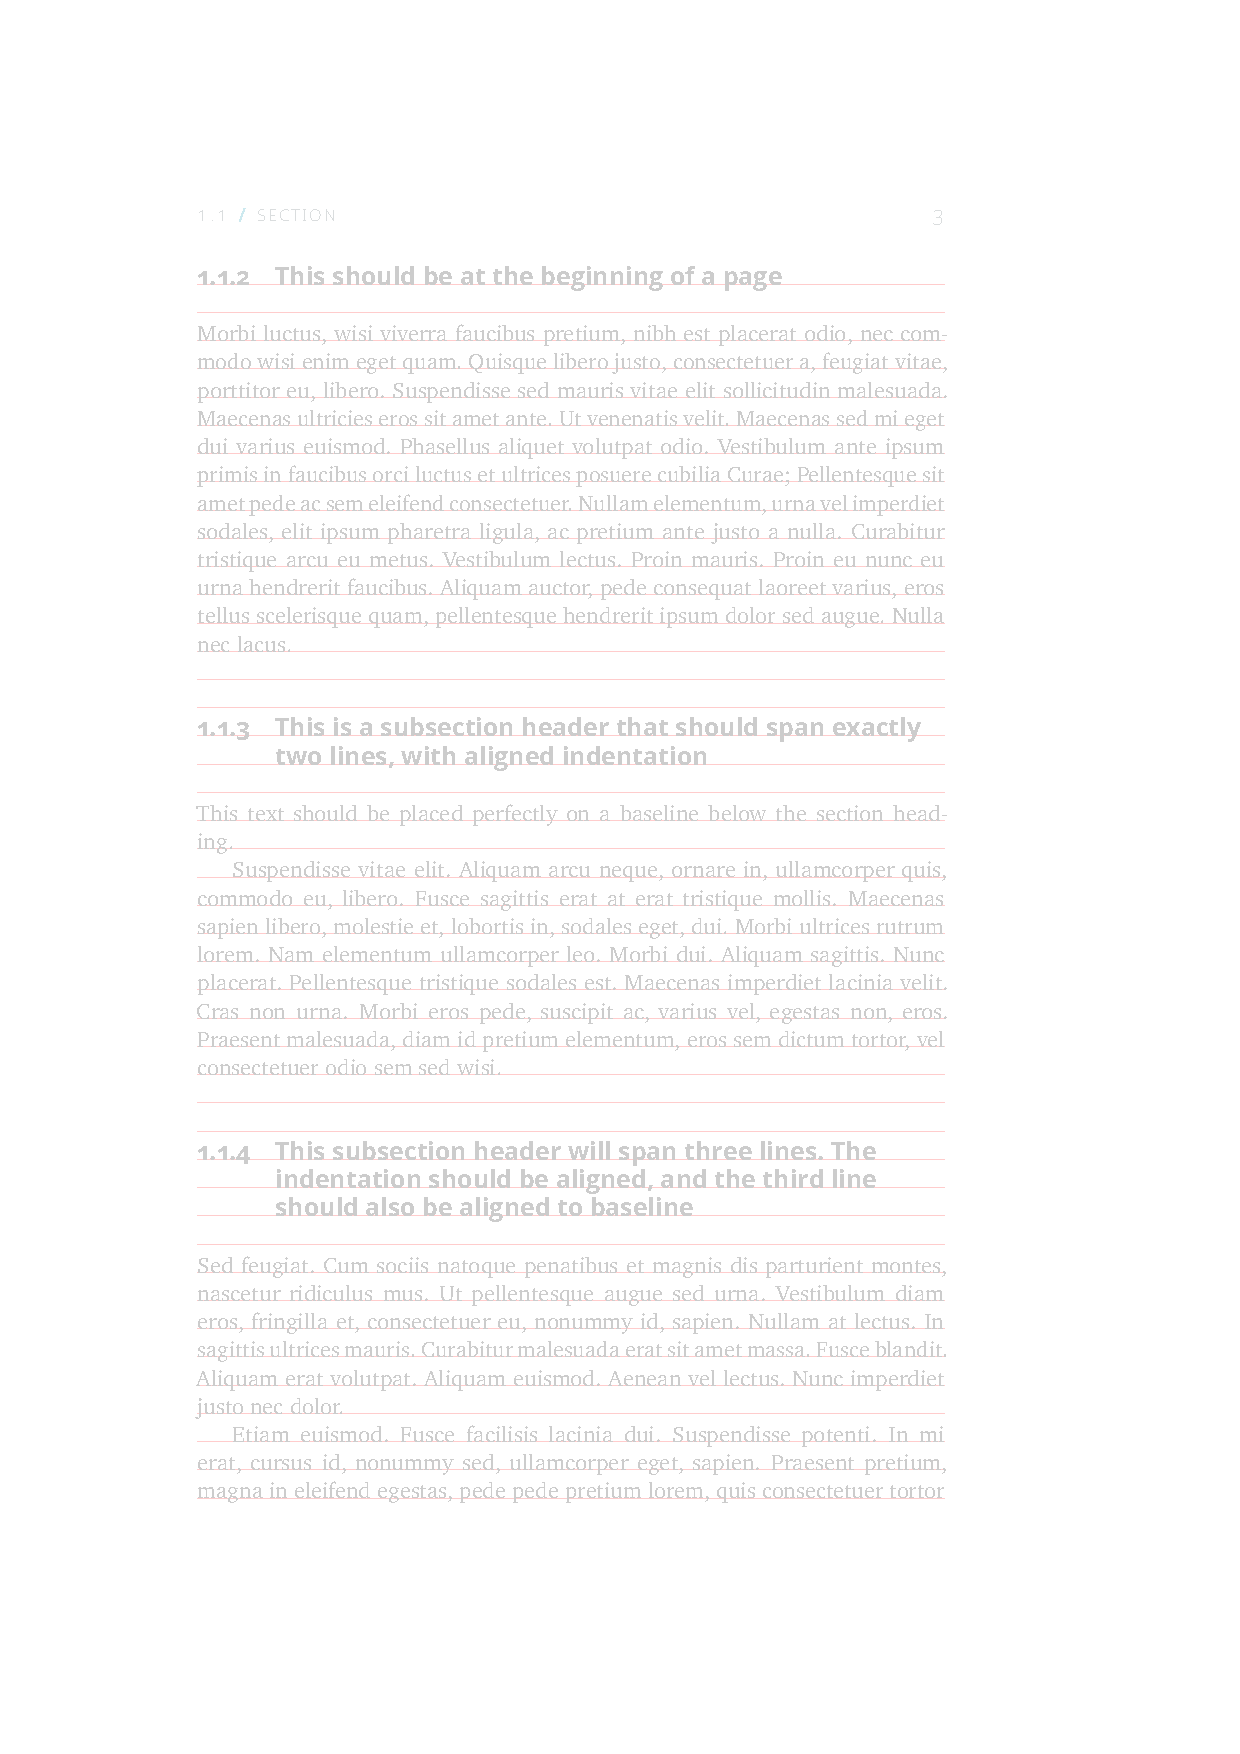 1.1 / SECTION 3
1.1.2 This should be at the beginning of a page
Morbi luctus, wisi viverra faucibus pretium, nibh est placerat odio, nec com-
modo wisi enim eget quam. Quisque libero justo, consectetuer a, feugiat vitae,
porttitor eu, libero. Suspendisse sed mauris vitae elit sollicitudin malesuada.
Maecenas ultricies eros sit amet ante. Ut venenatis velit. Maecenas sed mi eget
dui varius euismod. Phasellus aliquet volutpat odio. Vestibulum ante ipsum
primis in faucibus orci luctus et ultrices posuere cubilia Curae; Pellentesque sit
amet pede ac sem eleifend consectetuer. Nullam elementum, urna vel imperdiet
sodales, elit ipsum pharetra ligula, ac pretium ante justo a nulla. Curabitur
tristique arcu eu metus. Vestibulum lectus. Proin mauris. Proin eu nunc eu
urna hendrerit faucibus. Aliquam auctor, pede consequat laoreet varius, eros
tellus scelerisque quam, pellentesque hendrerit ipsum dolor sed augue. Nulla
nec lacus.
1.1.3 This is a subsection header that should span exactly
two lines, with aligned indentation
This text should be placed perfectly on a baseline below the section head-
ing.
Suspendisse vitae elit. Aliquam arcu neque, ornare in, ullamcorper quis,
commodo eu, libero. Fusce sagittis erat at erat tristique mollis. Maecenas
sapien libero, molestie et, lobortis in, sodales eget, dui. Morbi ultrices rutrum
lorem. Nam elementum ullamcorper leo. Morbi dui. Aliquam sagittis. Nunc
placerat. Pellentesque tristique sodales est. Maecenas imperdiet lacinia velit.
Cras non urna. Morbi eros pede, suscipit ac, varius vel, egestas non, eros.
Praesent malesuada, diam id pretium elementum, eros sem dictum tortor, vel
consectetuer odio sem sed wisi.
1.1.4 This subsection header will span three lines. The
indentation should be aligned, and the third line
should also be aligned to baseline
Sed feugiat. Cum sociis natoque penatibus et magnis dis parturient montes,
nascetur ridiculus mus. Ut pellentesque augue sed urna. Vestibulum diam
eros, fringilla et, consectetuer eu, nonummy id, sapien. Nullam at lectus. In
sagittis ultrices mauris. Curabitur malesuada erat sit amet massa. Fusce blandit.
Aliquam erat volutpat. Aliquam euismod. Aenean vel lectus. Nunc imperdiet
justo nec dolor.
Etiam euismod. Fusce facilisis lacinia dui. Suspendisse potenti. In mi
erat, cursus id, nonummy sed, ullamcorper eget, sapien. Praesent pretium,
magna in eleifend egestas, pede pede pretium lorem, quis consectetuer tortor